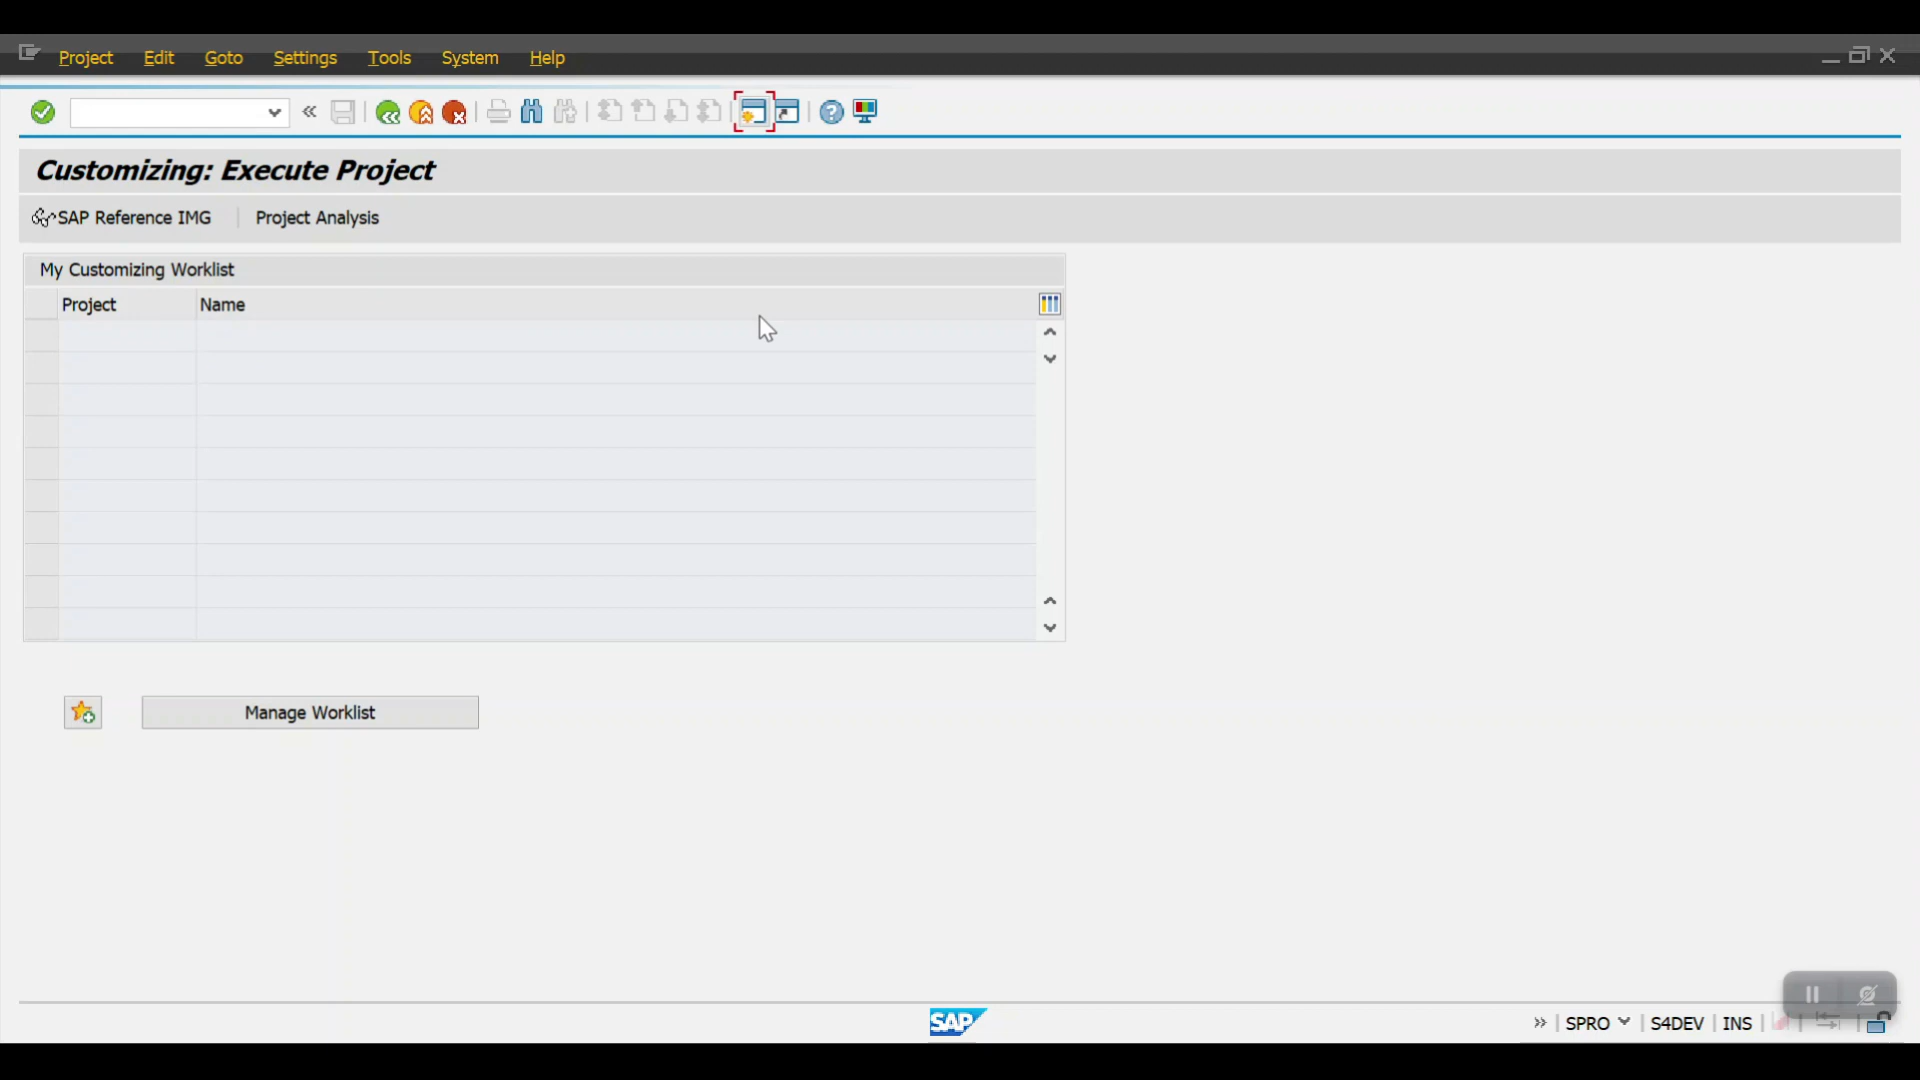 Project Edit Goto Settings Tools System Help
Customizing: Execute Project
SAP Reference IMG Project Analysis
My Customizing Worklist
Project Name
Manage Worklist
SAP SPRO S4DEV INS